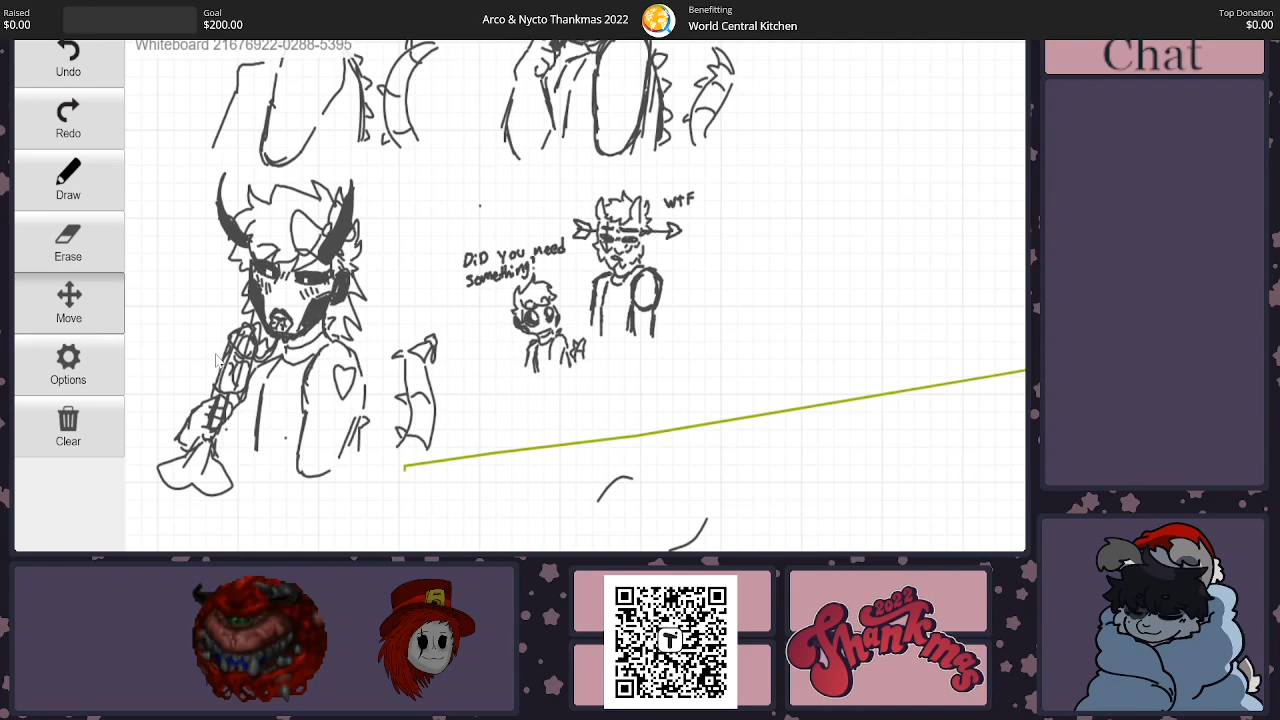 Raised
$0.00
Goal
$200.00
Arco & Nycto Thankmas 2022
Benefitting
World Central Kitchen
Top Donation
$0.00
Whiteboard 21676922-0288-5395
Chat
Undo
Redo
Draw
Erase
Move
Options
Clear
WTF
DiD you need
something?
T
2022
Thankmas